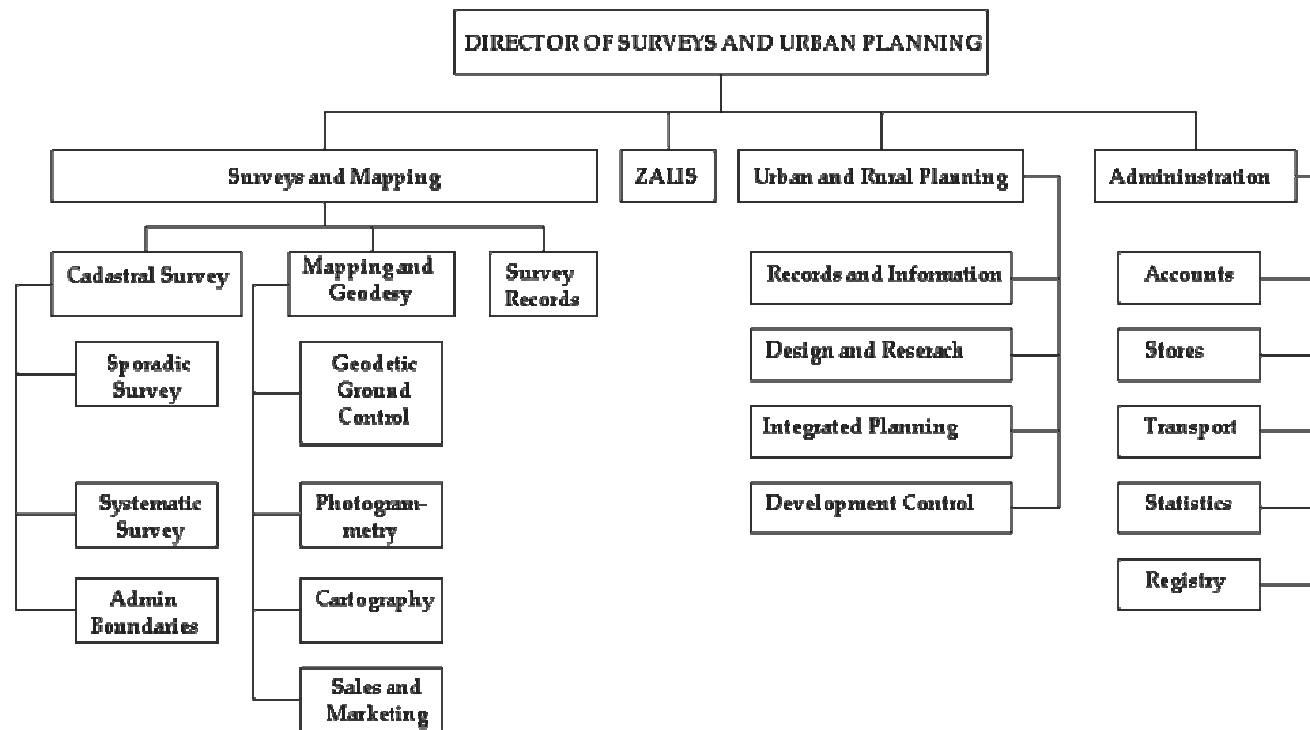 DIRECTOR OF SURVEYS AND URBAN PLANNING
Surveys and Mapping
ZALIS
Urban and Rural Planning
Admininstration
Cadastral Survey
Mapping and
Geodesy
Survey
Records
Records and Information
Accounts
Sporadic
Survey
Geodetic
Ground
Control
Design and Reserach
Stores
Integrated Planning
Transport
Systematic
Survey
Photogram-
metry
Development Control
Statistics
Admin
Boundaries
Cartography
Registry
Sales and
Marketing